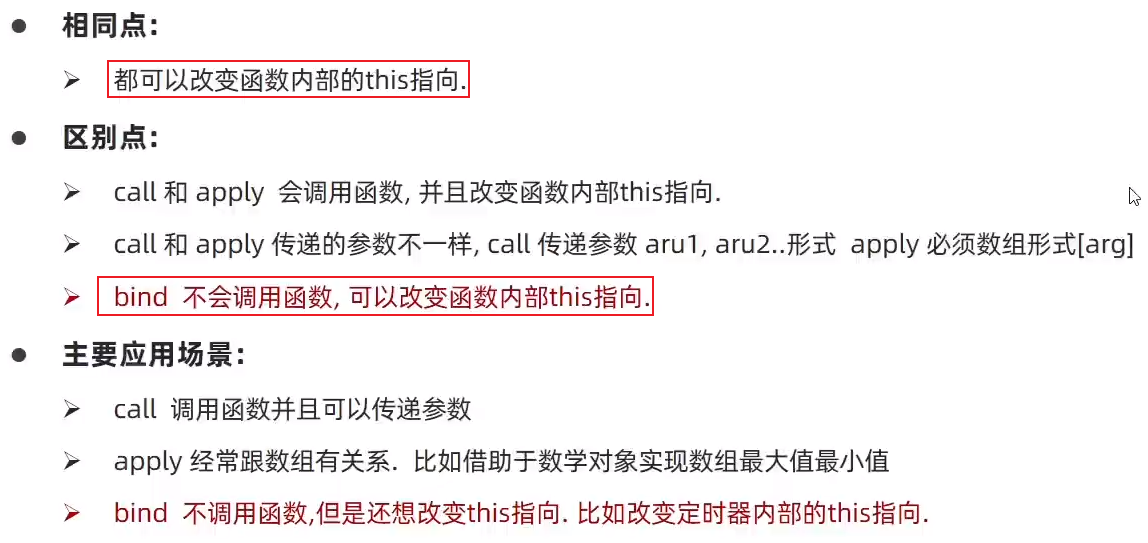 相同点:
都可以改变函数内部的this指向.
区别点:
call 和 apply 会调用函数, 并且改变函数内部this指向.
call 和 apply 传递的参数不一样, call 传递参数 aru1, aru2..形式 apply 必须数组形式[arg]
bind 不会调用函数, 可以改变函数内部this指向.
主要应用场景:
call 调用函数并且可以传递参数
apply 经常跟数组有关系. 比如借助于数学对象实现数组最大值最小值
bind 不调用函数,但是还想改变this指向. 比如改变定时器内部的this指向.